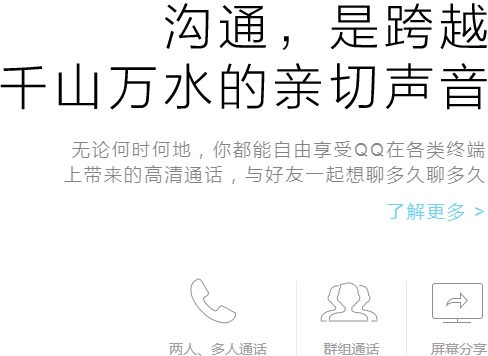 沟通，是跨越
千山万水的亲切声音
无论何时何地，你都能自由享受QQ在各类终端
上带来的高清通话，与好友一起想聊多久聊多久
了解更多 >
两人、多人通话
群组通话
屏幕分享